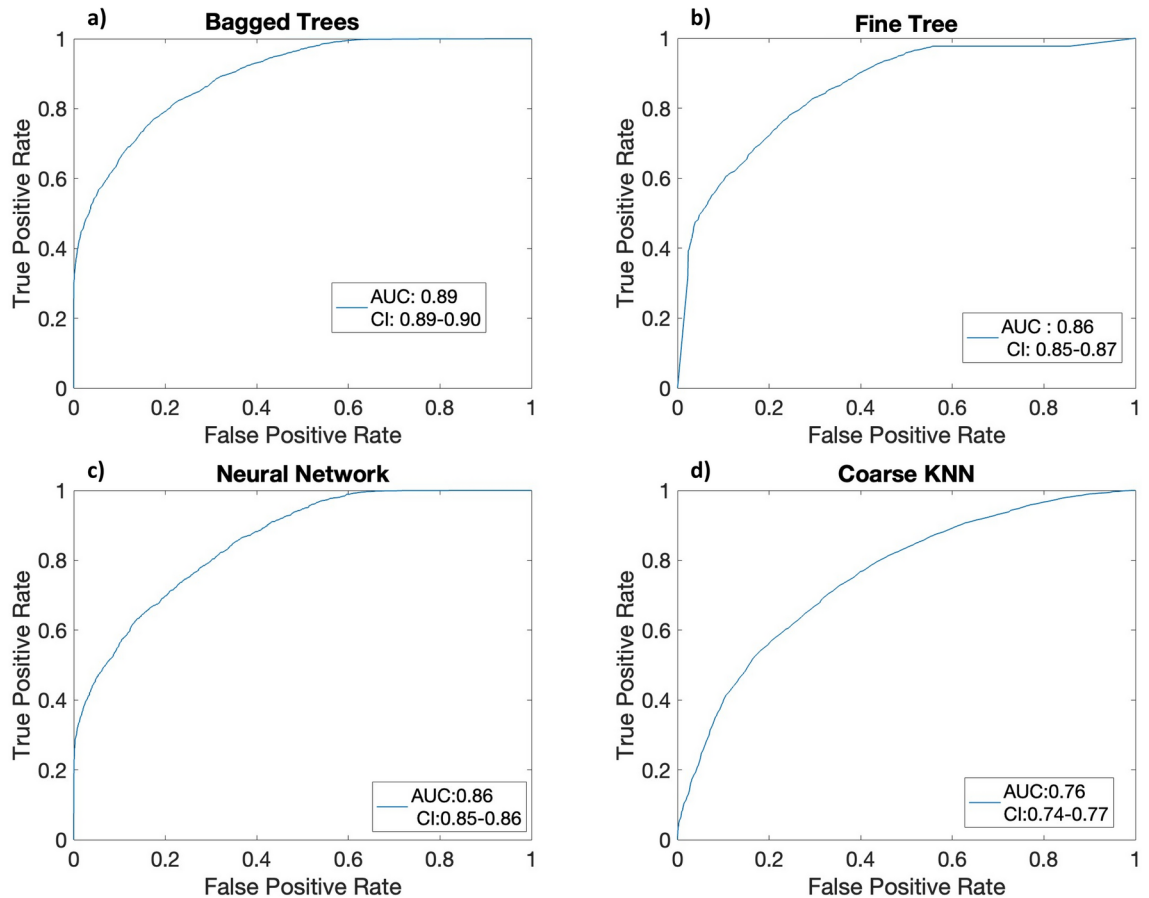 a)
Bagged Trees
1
0.8
0.6
0.4
0.2
0
True Positive Rate
AUC: 0.89
CI: 0.89-0.90
0 0.2 0.4 0.6 0.8 1
False Positive Rate
b)
Fine Tree
1
0.8
0.6
0.4
0.2
0
True Positive Rate
AUC : 0.86
CI: 0.85-0.87
0 0.2 0.4 0.6 0.8 1
False Positive Rate
c)
Neural Network
1
0.8
0.6
0.4
0.2
0
True Positive Rate
AUC:0.86
CI:0.85-0.86
0 0.2 0.4 0.6 0.8 1
False Positive Rate
d)
Coarse KNN
1
0.8
0.6
0.4
0.2
0
True Positive Rate
AUC:0.76
CI:0.74-0.77
0 0.2 0.4 0.6 0.8 1
False Positive Rate